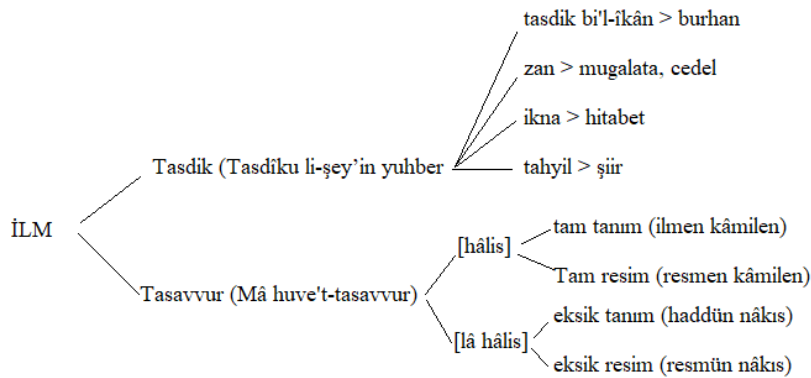 tasdik bi'l-îkân > burhan
zan > mugalata, cedel
ikna > hitabet
Tasdik (Tasdîku li-şey’in yuhber
tahyil > şiir
İLM
[hâlis]
tam tanım (ilmen kâmilen)
Tam resim (resmen kâmilen)
Tasavvur (Mâ huve't-tasavvur)
eksik tanım (haddün nâkıs)
[lâ hâlis]
eksik resim (resmün nâkıs)